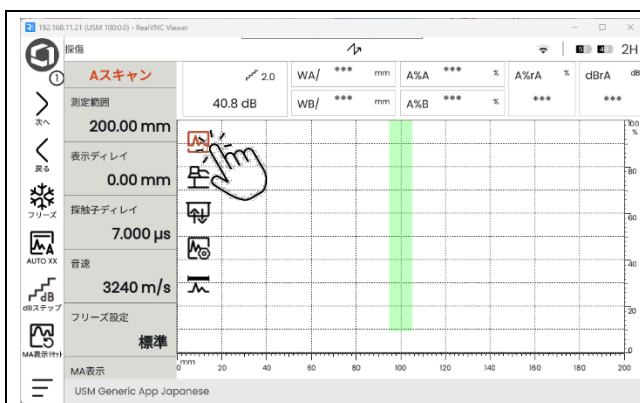 192.168.11.21 (USM 100:0.0) - RealVNC Viewer
探傷
2H
1
次へ
戻る
フリーズ
AUTO XX
dB
dBステップ
MA表示リセット
Aスキャン
測定範囲
200.00 mm
表示ディレイ
0.00 mm
探触子ディレイ
7.000 µs
音速
3240 m/s
フリーズ設定
標準
MA表示
2.0
40.8 dB
WA/ *** mm
WB/ *** mm
A%A *** %
A%B *** %
A%rA %
***
dBrA dB
***
100
%
80
60
40
20
0
mm
0 20 40 60 80 100 120 140 160 180 200
USM Generic App Japanese